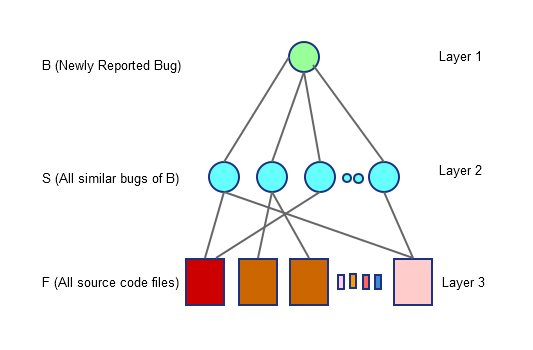 B (Newly Reported Bug)
Layer 1
S (All similar bugs of B)
Layer 2
F (All source code files)
Layer 3